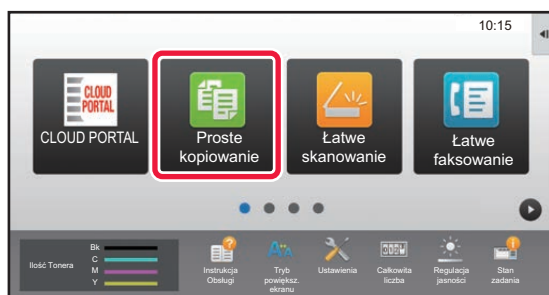 10:15
CLOUD
PORTAL
CLOUD PORTAL
Proste
kopiowanie
Łatwe
skanowanie
Łatwe
faksowanie
Ilość Tonera
Bk
C
M
Y
Instrukcja
Obsługi
Tryb
powiększ.
ekranu
Ustawienia
Całkowita
liczba
Regulacja
jasności
Stan
zadania